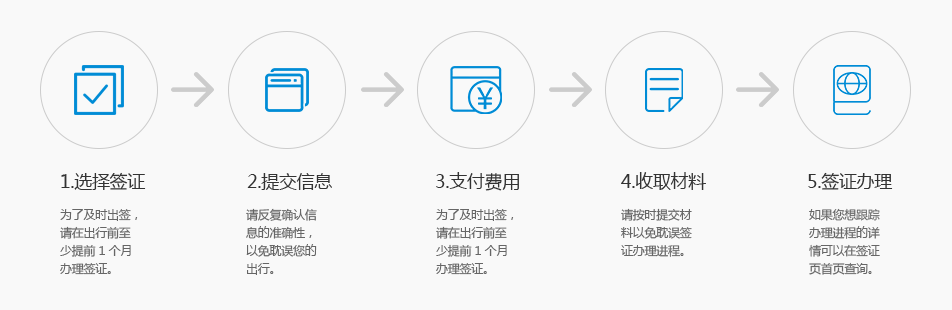 ¥
1.选择签证
为了及时出签，
请在出行前至
少提前 1 个月
办理签证。
2.提交信息
请反复确认信
息的准确性，
以免耽误您的
出行。
3.支付费用
为了及时出签，
请在出行前至
少提前 1 个月
办理签证。
4.收取材料
请按时提交材
料以免耽误签
证办理进程。
5.签证办理
如果您想跟踪
办理进程的详
情可以在签证
页首页查询。